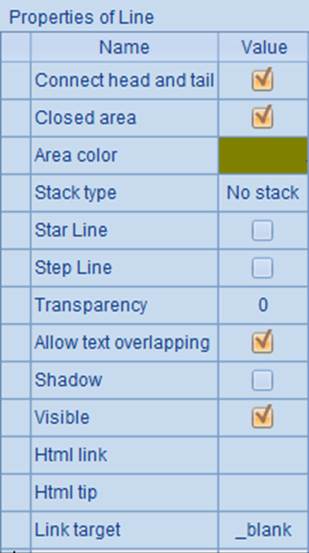 Properties of Line
Name Value
Connect head and tail
Closed area
Area color
Stack type No stack
Star Line
Step Line
Transparency 0
Allow text overlapping
Shadow
Visible
Html link
Html tip
Link target _blank